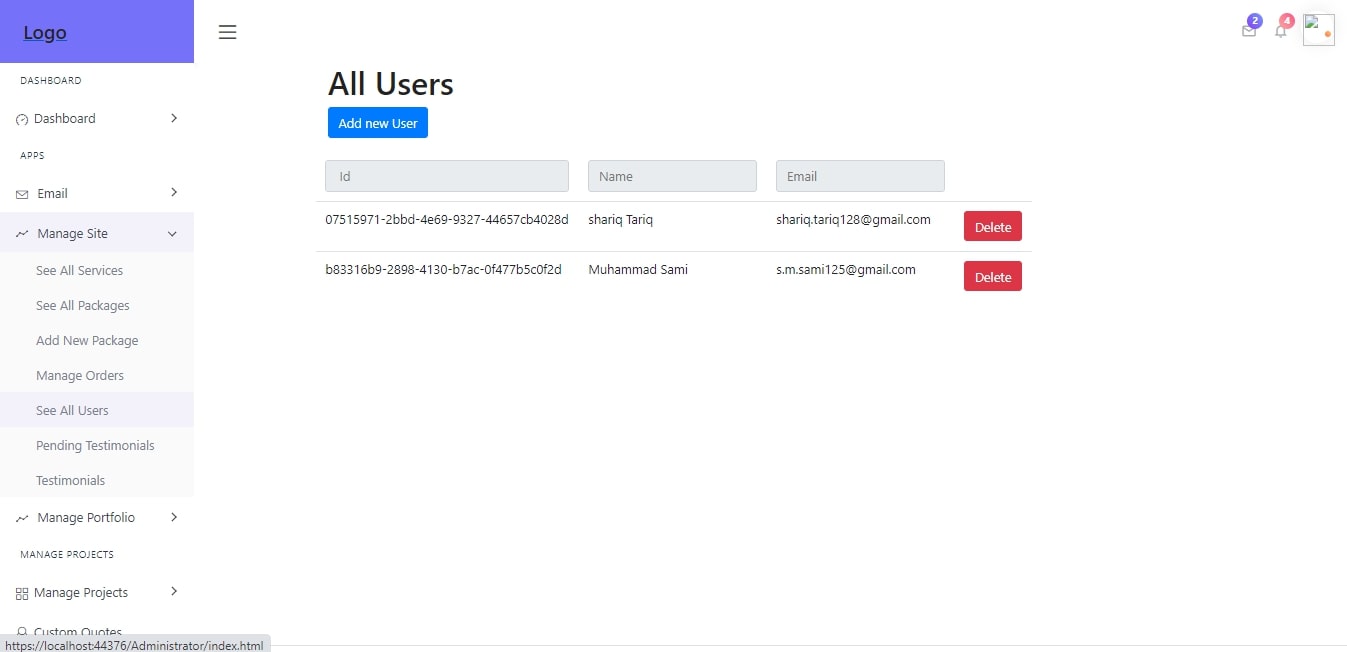 Logo
2
4
DASHBOARD
Dashboard
APPS
Email
Manage Site
See All Services
See All Packages
Add New Package
Manage Orders
See All Users
Pending Testimonials
Testimonials
Manage Portfolio
MANAGE PROJECTS
Manage Projects
Custom Quotes
https://localhost:44376/Administrator/index.html
All Users
Add new User
Id Name Email
07515971-2bbd-4e69-9327-44657cb4028d shariq Tariq shariq.tariq128@gmail.com Delete
b83316b9-2898-4130-b7ac-0f477b5c0f2d Muhammad Sami s.m.sami125@gmail.com Delete